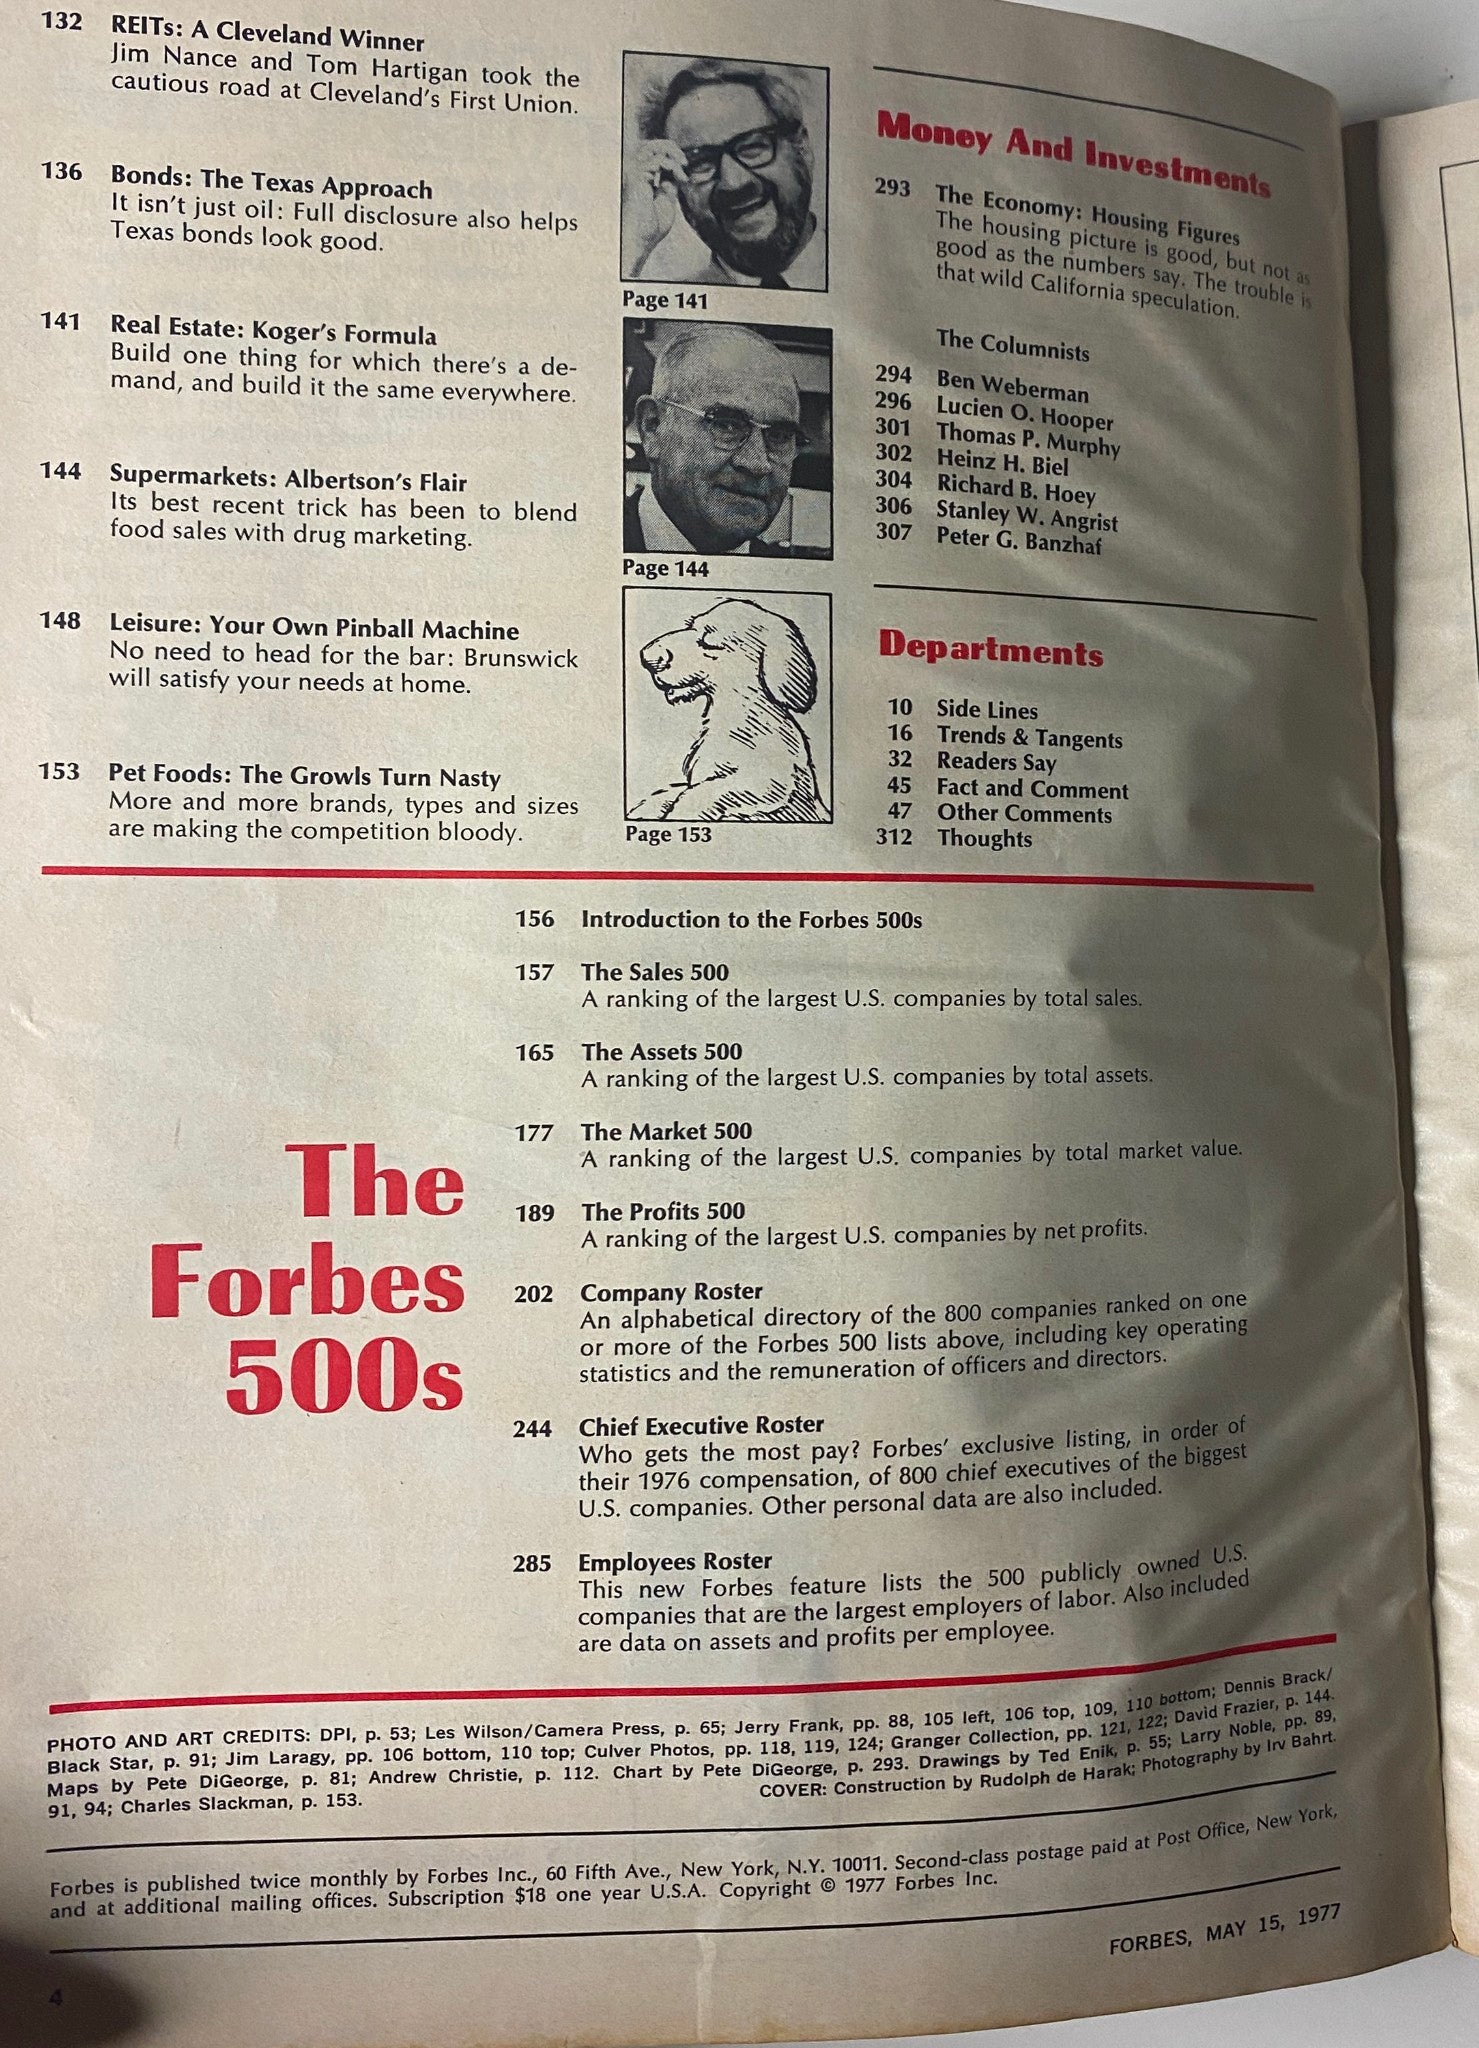 132 REITs: A Cleveland Winner
Jim Nance and Tom Hartigan took the
cautious road at Cleveland's First Union.
136 Bonds: The Texas Approach
It isn't just oil: Full disclosure also helps
Texas bonds look good.
141 Real Estate: Koger's Formula
Build one thing for which there's a de-
mand, and build it the same everywhere.
144 Supermarkets: Albertson's Flair
Its best recent trick has been to blend
food sales with drug marketing.
148 Leisure: Your Own Pinball Machine
No need to head for the bar: Brunswick
will satisfy your needs at home.
153 Pet Foods: The Growls Turn Nasty
More and more brands, types and sizes
are making the competition bloody.
Page 141
Page 144
Page 153
Money And Investments
293 The Economy: Housing Figures
The housing picture is good, but not as
good as the numbers say. The trouble is
that wild California speculation.
The Columnists
294 Ben Weberman
296 Lucien O. Hooper
301 Thomas P. Murphy
302 Heinz H. Biel
304 Richard B. Hoey
306 Stanley W. Angrist
307 Peter G. Banzhaf
Departments
10 Side Lines
16 Trends & Tangents
32 Readers Say
45 Fact and Comment
47 Other Comments
312 Thoughts
The
Forbes
500s
156 Introduction to the Forbes 500s
157 The Sales 500
A ranking of the largest U.S. companies by total sales.
165 The Assets 500
A ranking of the largest U.S. companies by total assets.
177 The Market 500
A ranking of the largest U.S. companies by total market value.
189 The Profits 500
A ranking of the largest U.S. companies by net profits.
202 Company Roster
An alphabetical directory of the 800 companies ranked on one
or more of the Forbes 500 lists above, including key operating
statistics and the remuneration of officers and directors.
244 Chief Executive Roster
Who gets the most pay? Forbes' exclusive listing, in order of
their 1976 compensation, of 800 chief executives of the biggest
U.S. companies. Other personal data are also included.
285 Employees Roster
This new Forbes feature lists the 500 publicly owned U.S.
companies that are the largest employers of labor. Also included
are data on assets and profits per employee.
PHOTO AND ART CREDITS: DPI, p. 53; Les Wilson/Camera Press, p. 65; Jerry Frank, pp. 88, 105 left, 106 top, 109, 110 bottom; Dennis Brack/
Black Star, p. 91; Jim Laragy, pp. 106 bottom, 110 top; Culver Photos, pp. 118, 119, 124; Granger Collection, pp. 121, 122; David Frazier, p. 144.
Maps by Pete DiGeorge, p. 81; Andrew Christie, p. 112. Chart by Pete DiGeorge, p. 293. Drawings by Ted Enik, p. 55; Larry Noble, pp. 89,
91, 94; Charles Slackman, p. 153. COVER: Construction by Rudolph de Harak; Photography by Irv Bahrt.
Forbes is published twice monthly by Forbes Inc., 60 Fifth Ave., New York, N.Y. 10011. Second-class postage paid at Post Office, New York,
and at additional mailing offices. Subscription $18 one year U.S.A. Copyright © 1977 Forbes Inc.
FORBES, MAY 15, 1977
4